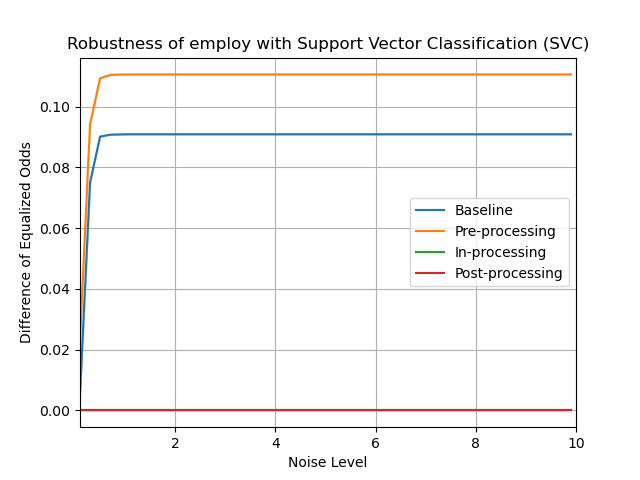 Robustness of employ with Support Vector Classification (SVC)
Difference of Equalized Odds
0.10
0.08
0.06
0.04
0.02
0.00
Baseline
Pre-processing
In-processing
Post-processing
2 4 6 8 10
Noise Level